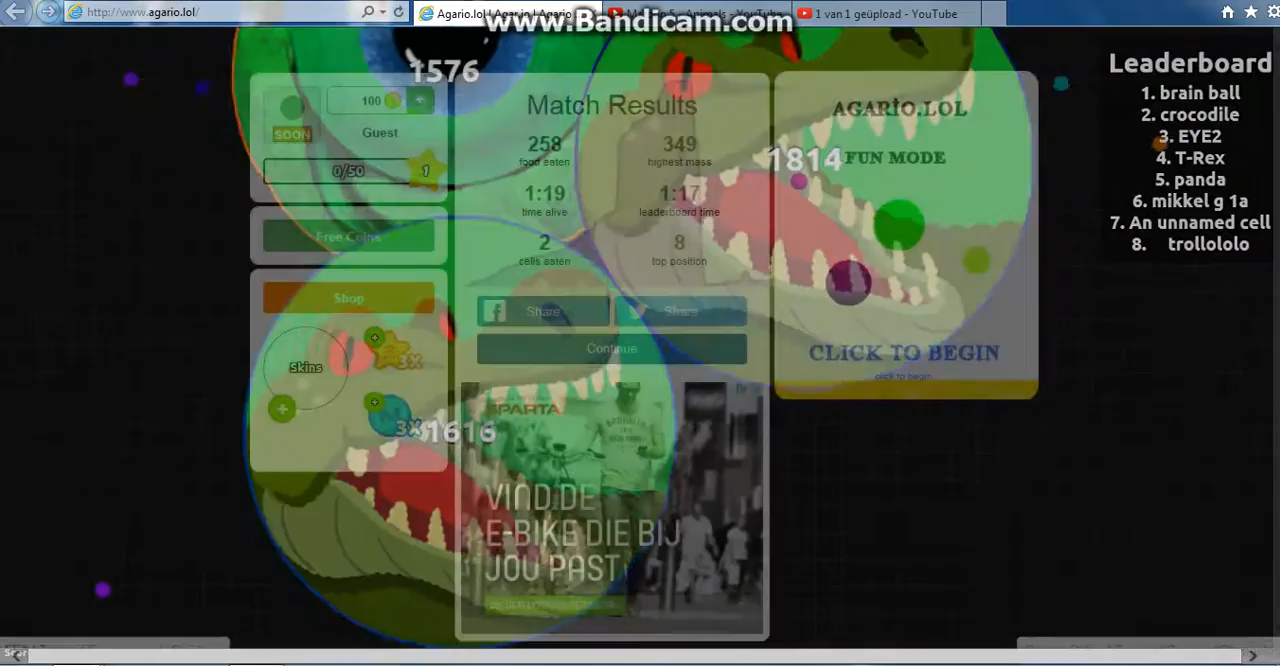 http://www.agario.lol/
Agario.lol | Agar.io | Agario
Animals - YouTube
1 van 1 geüpload - YouTube
www.Bandicam.com
Leaderboard
1. brain ball
2. crocodile
3. EYE2
4. T-Rex
5. panda
6. mikkel g 1a
7. An unnamed cell
8. trollololo
1576
100
SOON
Guest
0/50
1
Free Coins
Shop
Skins
3X
3X
1616
Match Results
258
food eaten
349
highest mass
1:19
time alive
1:17
leaderboard time
2
cells eaten
8
top position
Share
Share
Continue
SPARTA
VIND DE
E-BIKE DIE BIJ
JOU PAST
AGARIO.LOL
FUN MODE
1814
CLICK TO BEGIN
click to begin